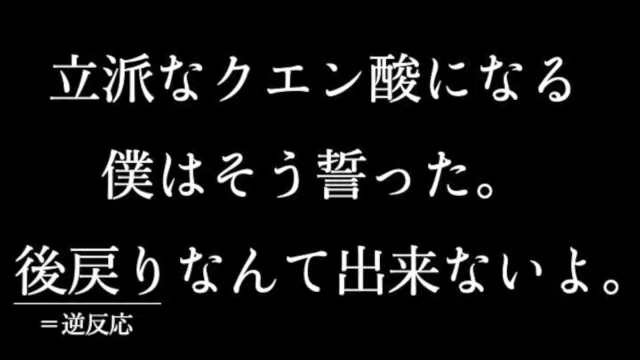 立派なクエン酸になる
僕はそう誓った。
後戻りなんて出来ないよ。
＝逆反応